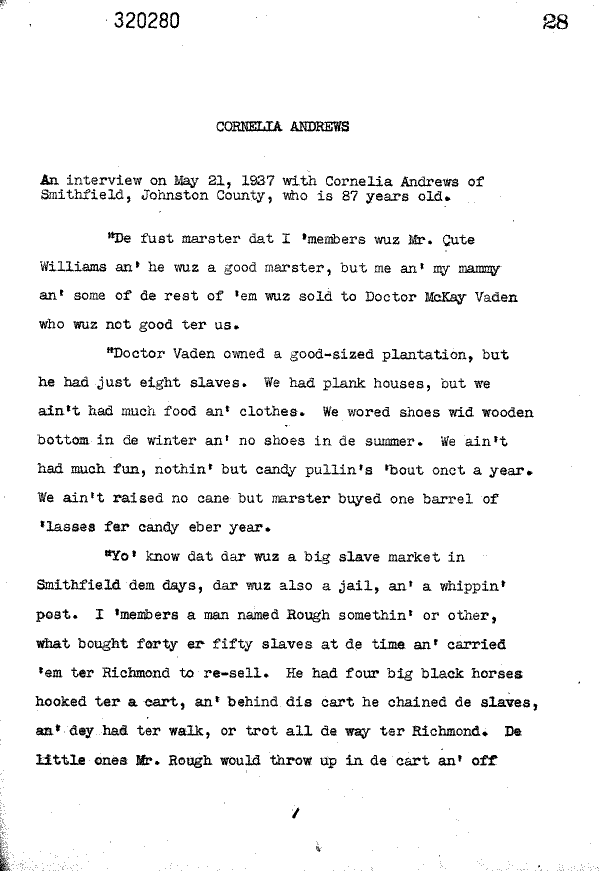 320280
28
CORNELIA ANDREWS
An interview on May 21, 1937 with Cornelia Andrews of
Smithfield, Johnston County, who is 87 years old.
"De fust marster dat I 'members wuz Mr. Cute
Williams an' he wuz a good marster, but me an' my mammy
an' some of de rest of 'em wuz sold to Doctor McKay Vaden
who wuz not good ter us.
"Doctor Vaden owned a good-sized plantation, but
he had just eight slaves. We had plank houses, but we
ain't had much food an' clothes. We wored shoes wid wooden
bottom in de winter an' no shoes in de summer. We ain't
had much fun, nothin' but candy pullin's 'bout onct a year.
We ain't raised no cane but marster buyed one barrel of
'lasses fer candy eber year.
"Yo' know dat dar wuz a big slave market in
Smithfield dem days, dar wuz also a jail, an' a whippin'
post. I 'members a man named Rough somethin' or other,
what bought forty er fifty slaves at de time an' carried
'em ter Richmond to re-sell. He had four big black horses
hooked ter a cart, an' behind dis cart he chained de slaves,
an' dey had ter walk, or trot all de way ter Richmond. De
little ones Mr. Rough would throw up in de cart an' off
1